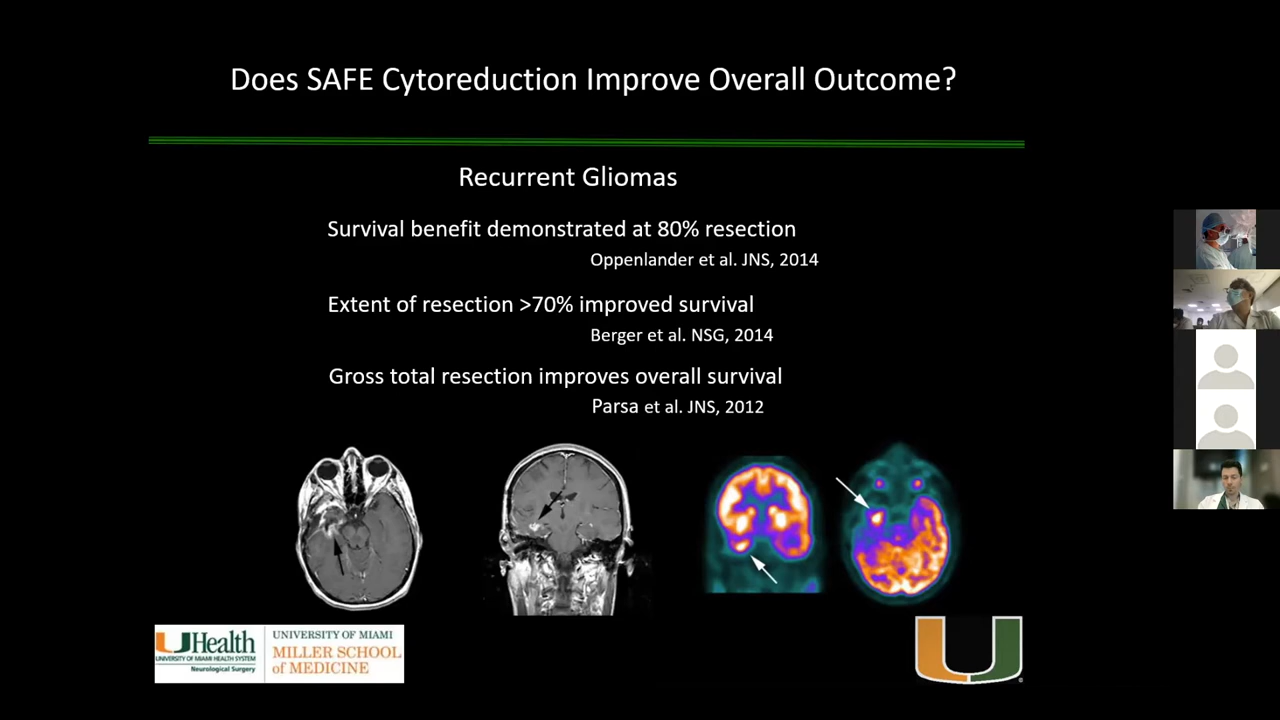 Does SAFE Cytoreduction Improve Overall Outcome?
Recurrent Gliomas
Survival benefit demonstrated at 80% resection
Oppenlander et al. JNS, 2014
Extent of resection >70% improved survival
Berger et al. NSG, 2014
Gross total resection improves overall survival
Parsa et al. JNS, 2012
UHealth
UNIVERSITY OF MIAMI HEALTH SYSTEM
Neurological Surgery
UNIVERSITY OF MIAMI
MILLER SCHOOL
of MEDICINE